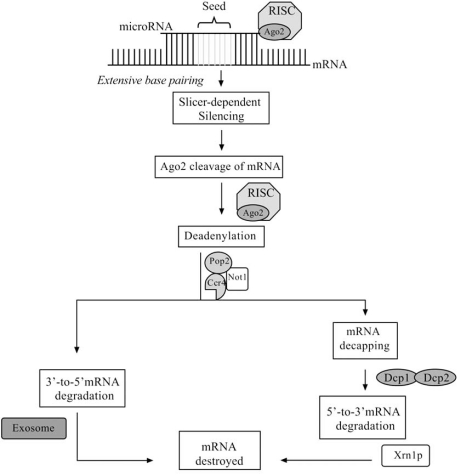 Seed
RISC
microRNA
Ago2
mRNA
Extensive base pairing
Slicer-dependent
Silencing
Ago2 cleavage of mRNA
RISC
Ago2
Deadenylation
Pop2
Not1
Ccr4
mRNA
decapping
Dcp1
Dcp2
3’-to-5’mRNA
degradation
5’-to-3’mRNA
degradation
Exosome
mRNA
destroyed
Xrn1p